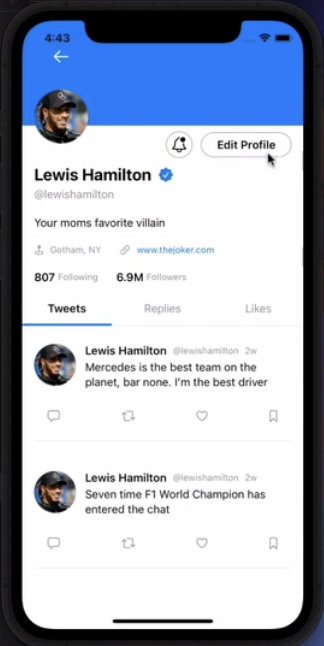 4:43
Edit Profile
Lewis Hamilton
@lewishamilton
Your moms favorite villain
Gotham, NY www.thejoker.com
807 Following 6.9M Followers
Tweets Replies Likes
Lewis Hamilton @lewishamilton 2w
Mercedes is the best team on the
planet, bar none. I'm the best driver
Lewis Hamilton @lewishamilton 2w
Seven time F1 World Champion has
entered the chat